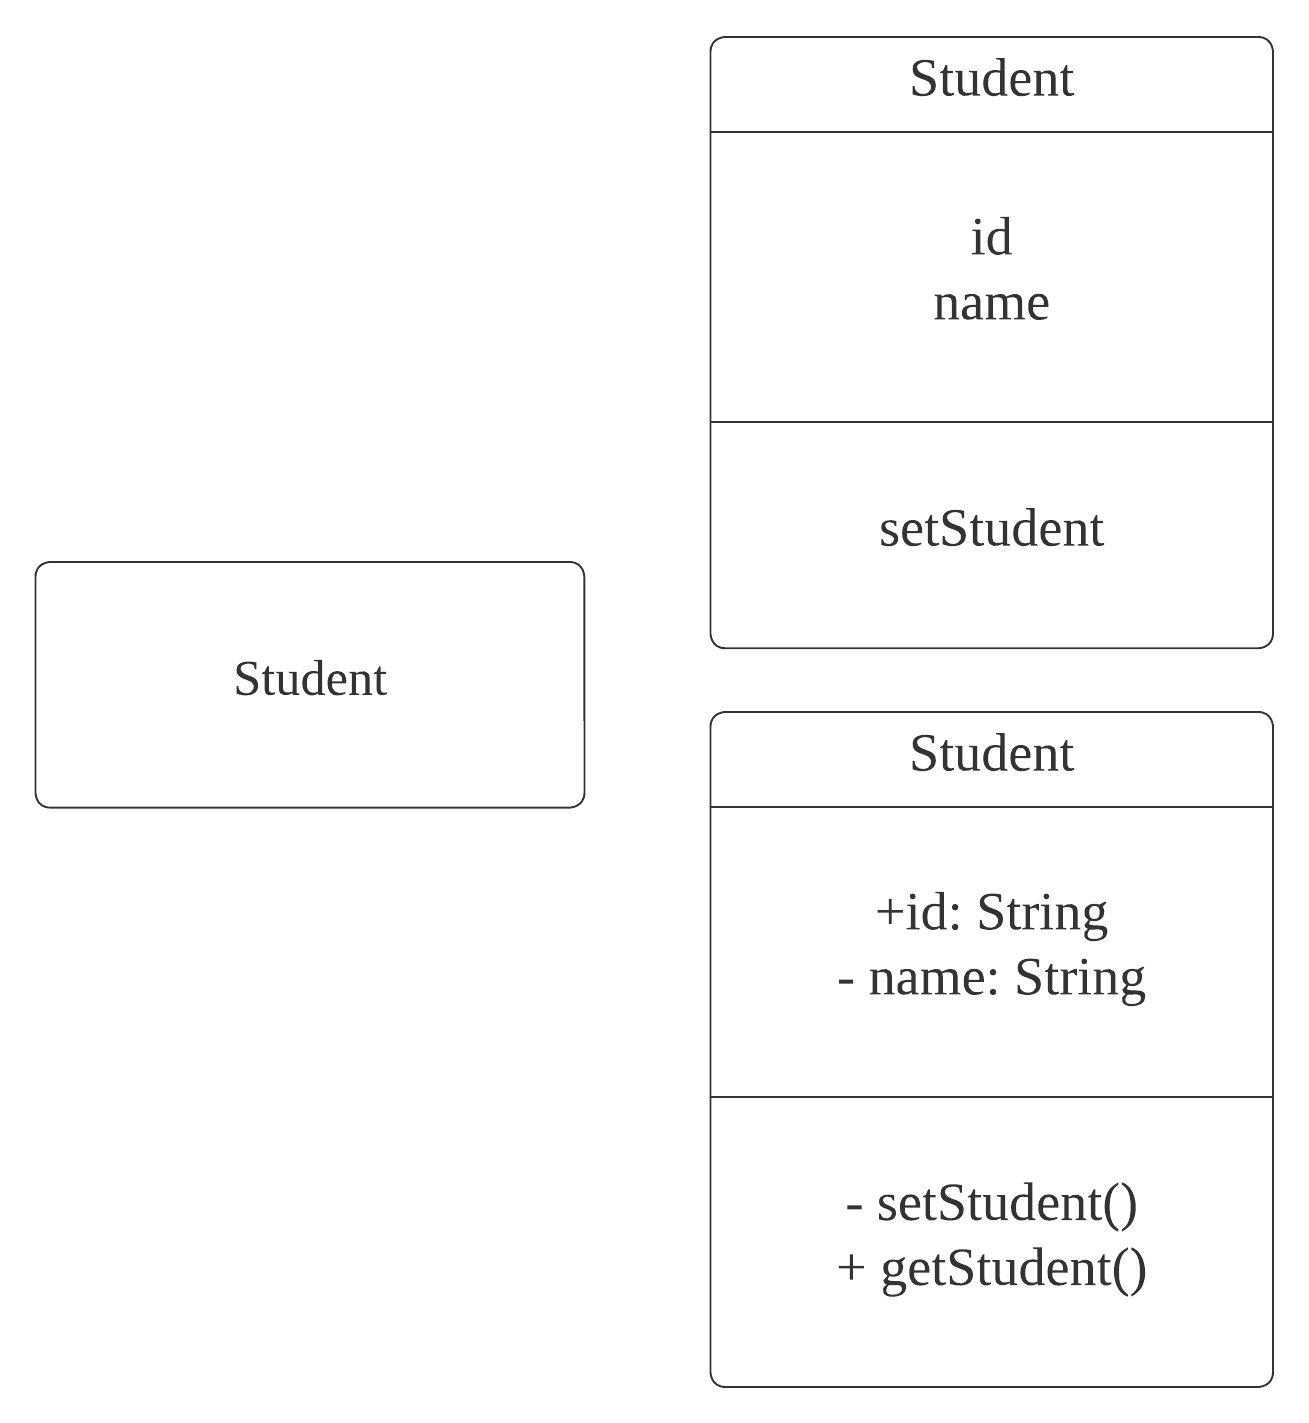 Student
Student
id
name
setStudent
Student
+id: String
- name: String
- setStudent()
+ getStudent()